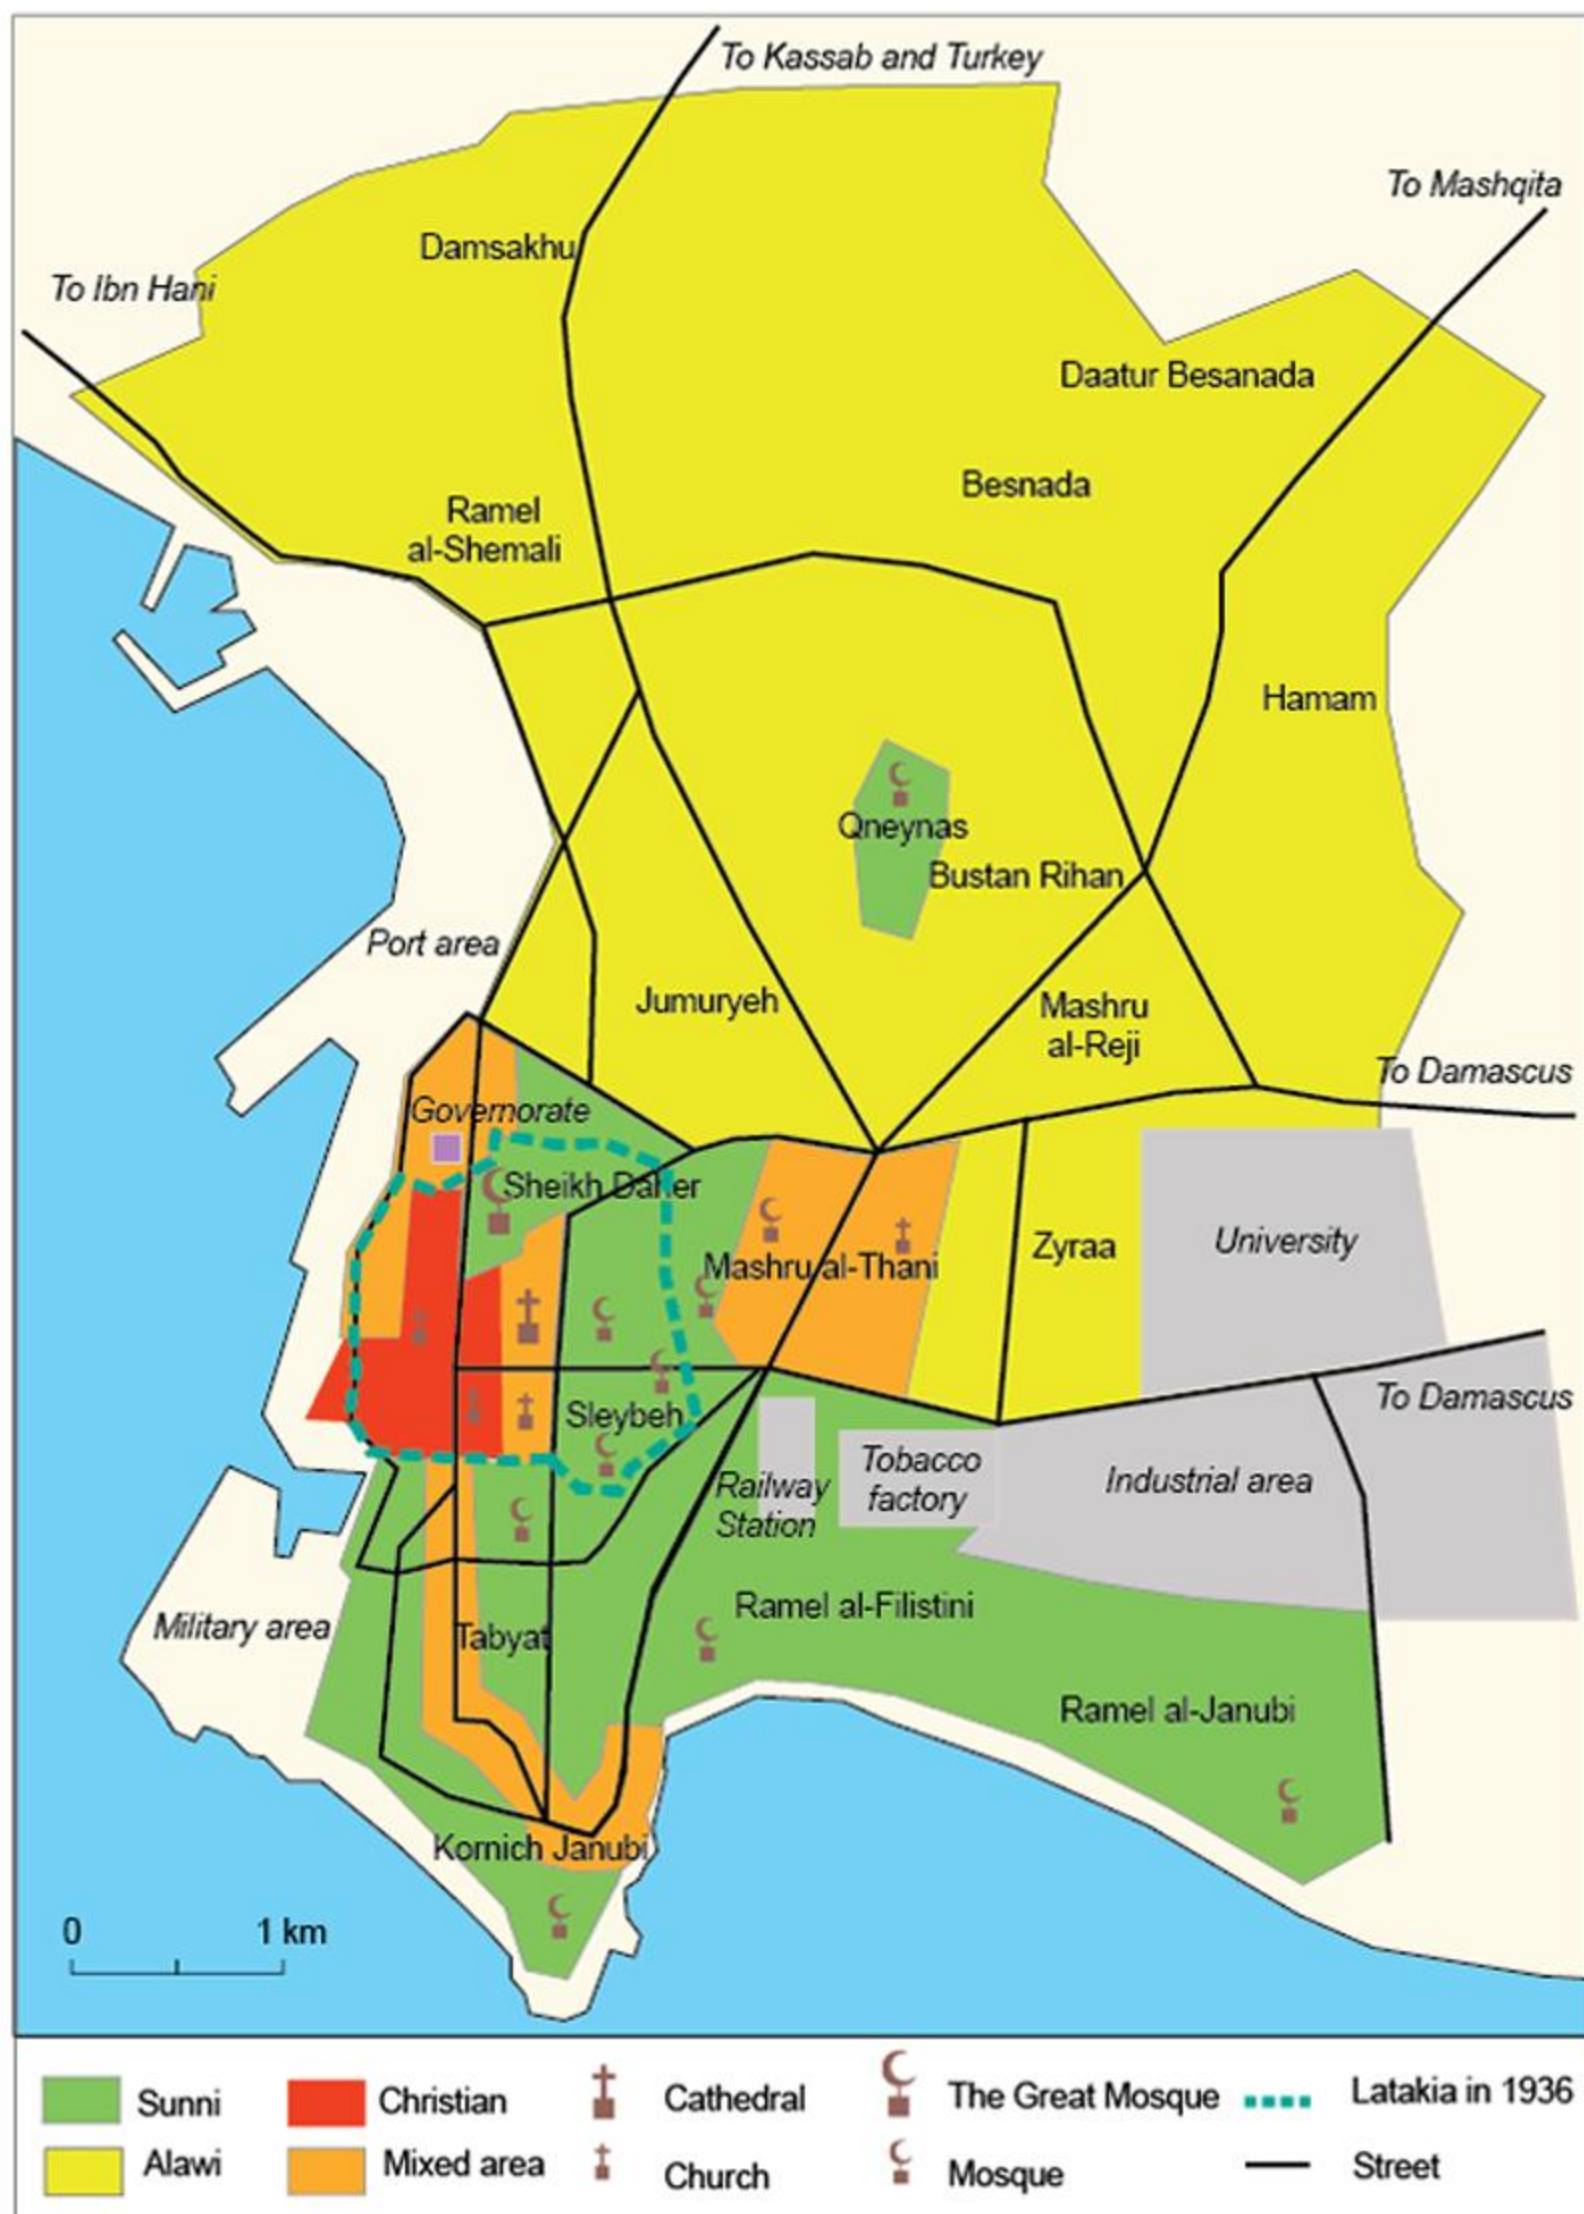 To Kassab and Turkey
To Mashqita
Damsakhu
To Ibn Hani
Daatur Besanada
Besnada
Ramel
al-Shemali
Hamam
Qneynas
Bustan Rihan
Port area
Jumuryeh
Mashru
al-Reji
To Damascus
Governorate
Sheikh Daher
Mashru al-Thani
Zyraa
University
To Damascus
Sleybeh
Railway
Station
Tobacco
factory
Industrial area
Ramel al-Filistini
Military area
Tabyat
Ramel al-Janubi
Kornich Janubi
0 1 km
Sunni
Christian
Cathedral
The Great Mosque
Latakia in 1936
Alawi
Mixed area
Church
Mosque
Street